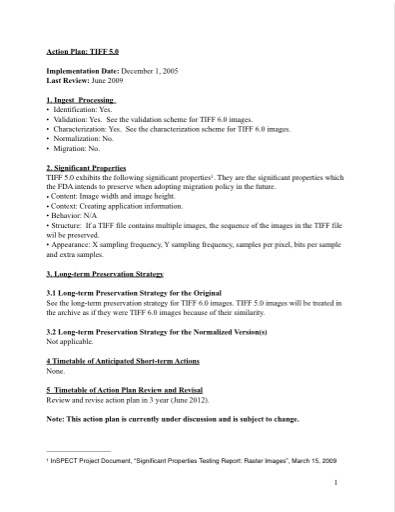 Action Plan: TIFF 5.0
Implementation Date: December 1, 2005
Last Review: June 2009
1. Ingest Processing
• Identification: Yes.
• Validation: Yes. See the validation scheme for TIFF 6.0 images.
• Characterization: Yes. See the characterization scheme for TIFF 6.0 images.
• Normalization: No.
• Migration: No.
2. Significant Properties
TIFF 5.0 exhibits the following significant properties¹. They are the significant properties which
the FDA intends to preserve when adopting migration policy in the future.
• Content: Image width and image height.
• Context: Creating application information.
• Behavior: N/A
• Structure: If a TIFF file contains multiple images, the sequence of the images in the TIFF file
wil be preserved.
• Appearance: X sampling frequency, Y sampling frequency, samples per pixel, bits per sample
and extra samples.
3. Long-term Preservation Strategy
3.1 Long-term Preservation Strategy for the Original
See the long-term preservation strategy for TIFF 6.0 images. TIFF 5.0 images will be treated in
the archive as if they were TIFF 6.0 images because of their similarity.
3.2 Long-term Preservation Strategy for the Normalized Version(s)
Not applicable.
4 Timetable of Anticipated Short-term Actions
None.
5 Timetable of Action Plan Review and Revisal
Review and revise action plan in 3 year (June 2012).
Note: This action plan is currently under discussion and is subject to change.
¹ InSPECT Project Document, “Significant Properties Testing Report: Raster Images”, March 15, 2009
1